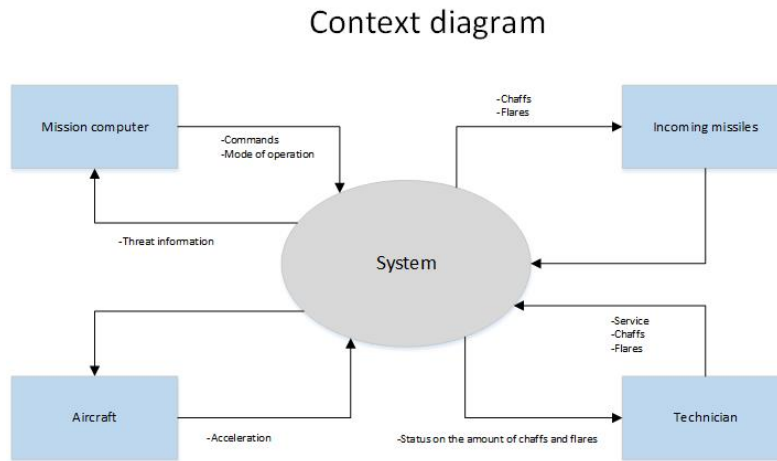 Context diagram
Mission computer
-Commands
-Mode of operation
-Chaffs
-Flares
Incoming missiles
-Threat information
System
-Service
-Chaffs
-Flares
Aircraft
-Acceleration
-Status on the amount of chaffs and flares
Technician